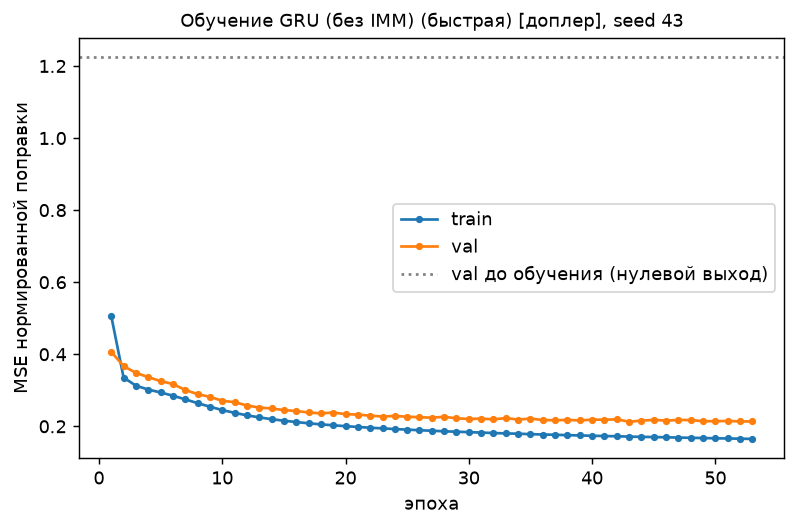 Обучение GRU (без IMM) (быстрая) [доплер], seed 43
MSE нормированной поправки
1.2
1.0
0.8
0.6
0.4
0.2
train
val
val до обучения (нулевой выход)
0
10
20
30
40
50
эпоха